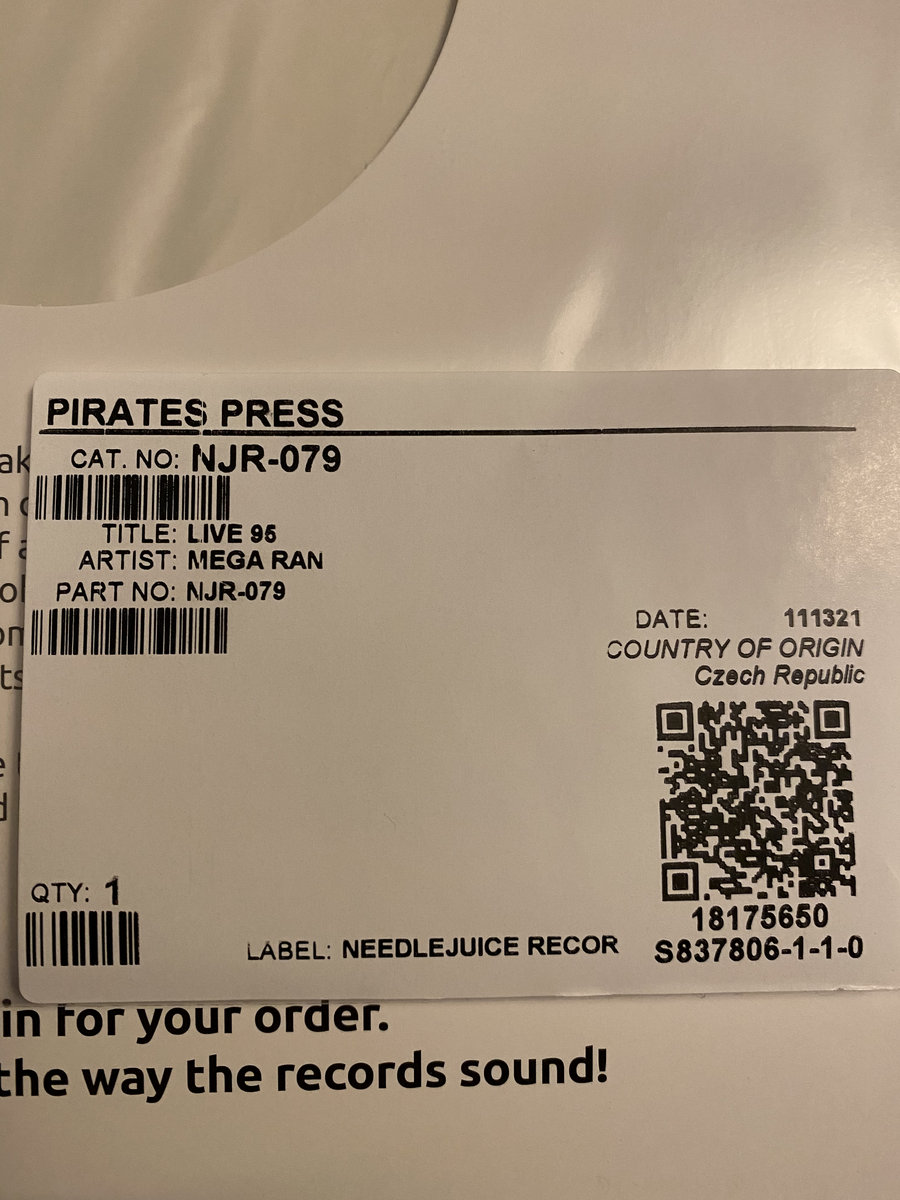 PIRATES PRESS
CAT. NO: NJR-079
TITLE: LIVE 95
ARTIST: MEGA RAN
PART NO: NJR-079
DATE: 111321
COUNTRY OF ORIGIN
Czech Republic
QTY: 1
18175650
LABEL: NEEDLEJUICE RECOR
S837806-1-1-0
in for your order.
the way the records sound!